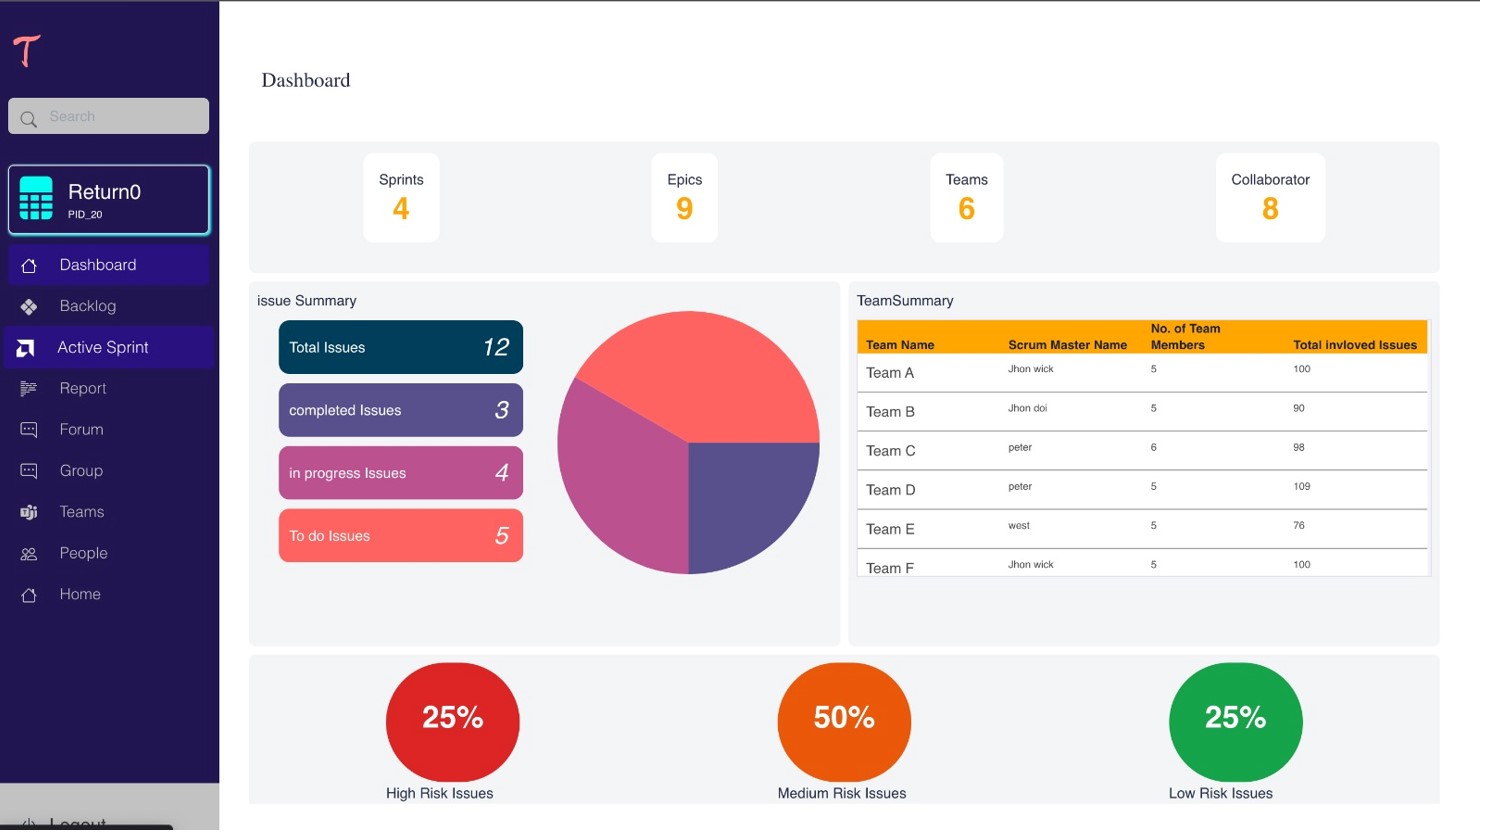 T
Search
Return0
PID_20
Dashboard
Backlog
Active Sprint
Report
Forum
Group
Teams
People
Home
Logout
Dashboard
Sprints
4
Epics
9
Teams
6
Collaborator
8
issue Summary
Total Issues 12
completed Issues 3
in progress Issues 4
To do Issues 5
TeamSummary
Team Name Scrum Master Name No. of Team Members Total invloved Issues
Team A Jhon wick 5 100
Team B Jhon doi 5 90
Team C peter 6 98
Team D peter 5 109
Team E west 5 76
Team F Jhon wick 5 100
25%
High Risk Issues
50%
Medium Risk Issues
25%
Low Risk Issues